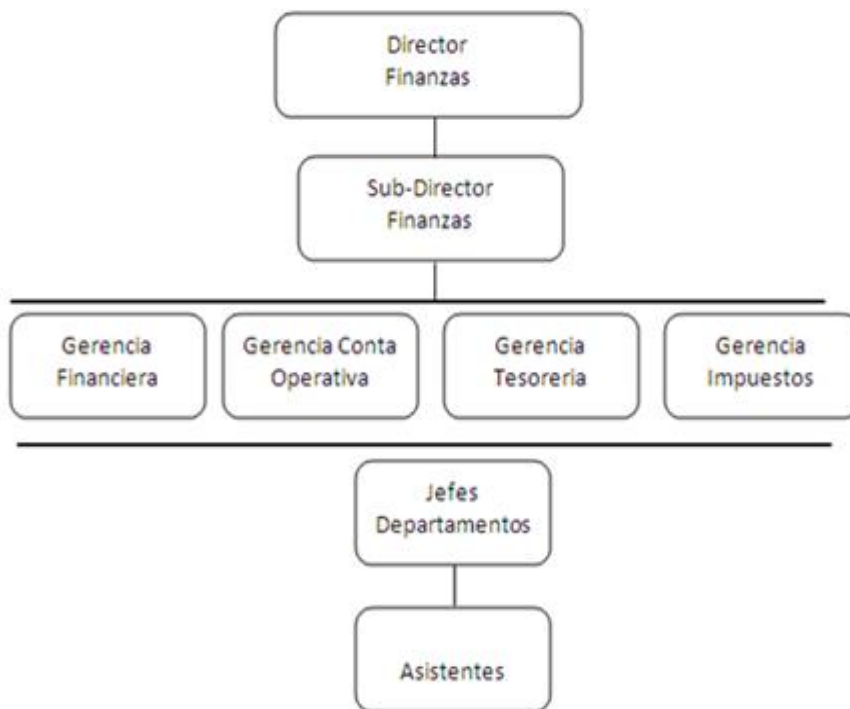 Director
Finanzas
Sub-Director
Finanzas
Gerencia
Financiera
Gerencia Conta
Operativa
Gerencia
Tesoreria
Gerencia
Impuestos
Jefes
Departamentos
Asistentes